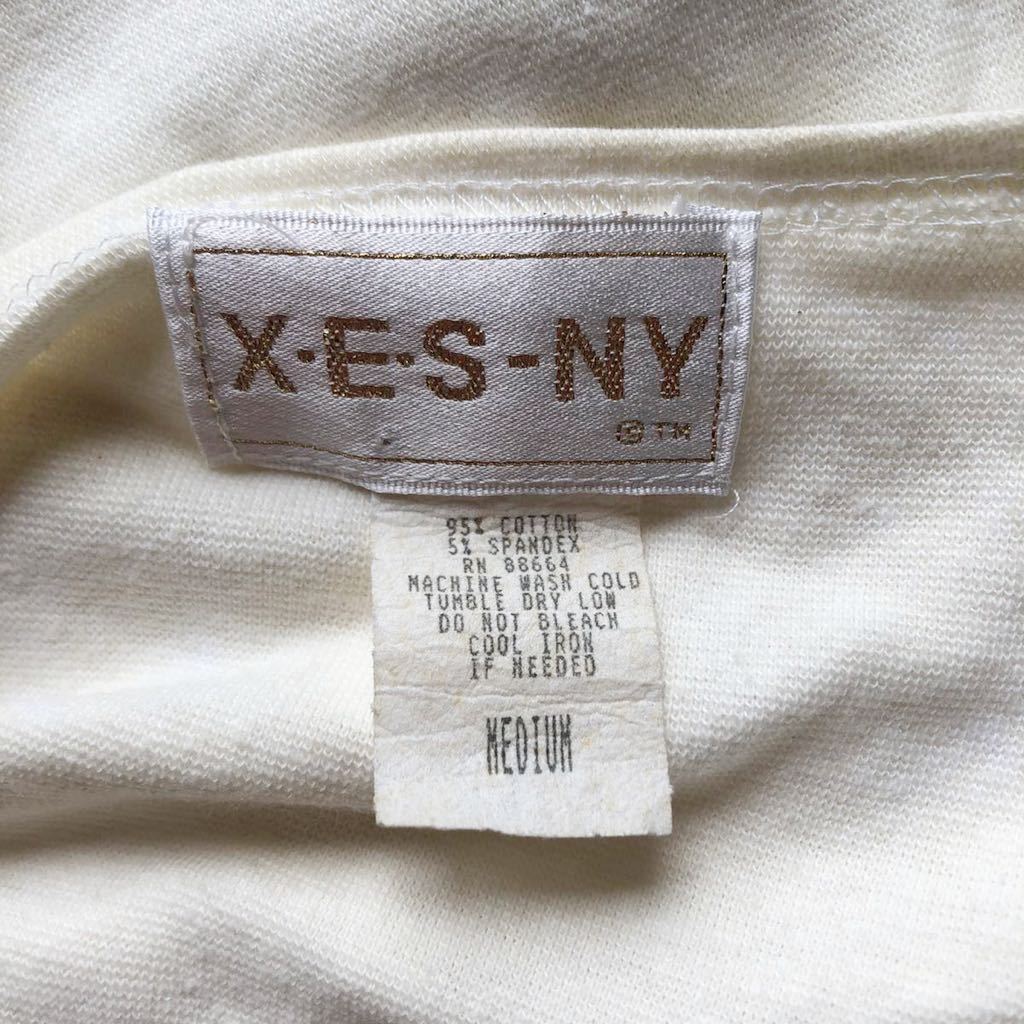 X·E·S-NY
© TM
95% COTTON
5% SPANDEX
RN 88664
MACHINE WASH COLD
TUMBLE DRY LOW
DO NOT BLEACH
COOL IRON
IF NEEDED
MEDIUM